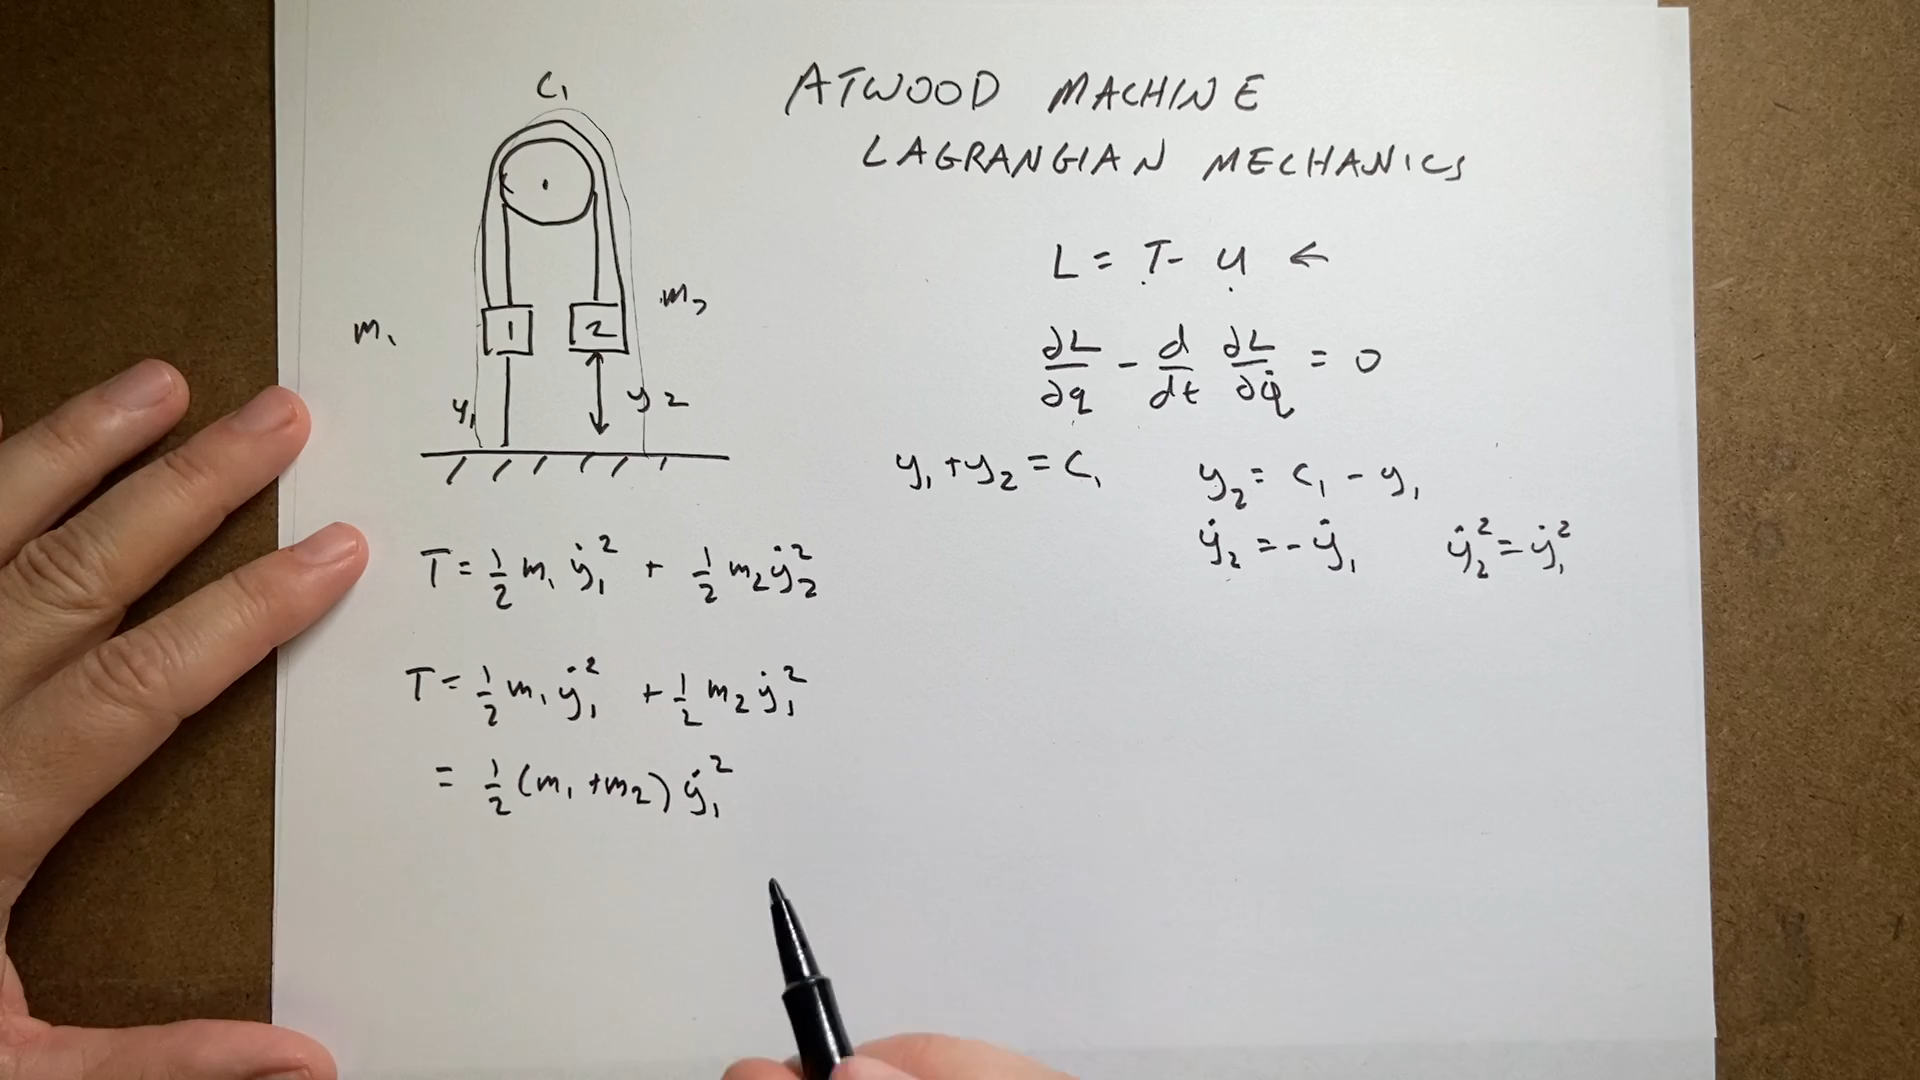 ATWOOD MACHINE
LAGRANGIAN MECHANICS
C₁
1
2
m₁
m₂
y₁
y2
L = T - U ←
∂L/∂q - d/dt ∂L/∂q̇ = 0
y₁ + y₂ = C₁
y₂ = C₁ - y₁
ẏ₂ = -ẏ₁
ẏ₂² = ẏ₁²
T = ½ m₁ ẏ₁² + ½ m₂ ẏ₂²
T = ½ m₁ ẏ₁² + ½ m₂ ẏ₁²
= ½ (m₁ + m₂) ẏ₁²